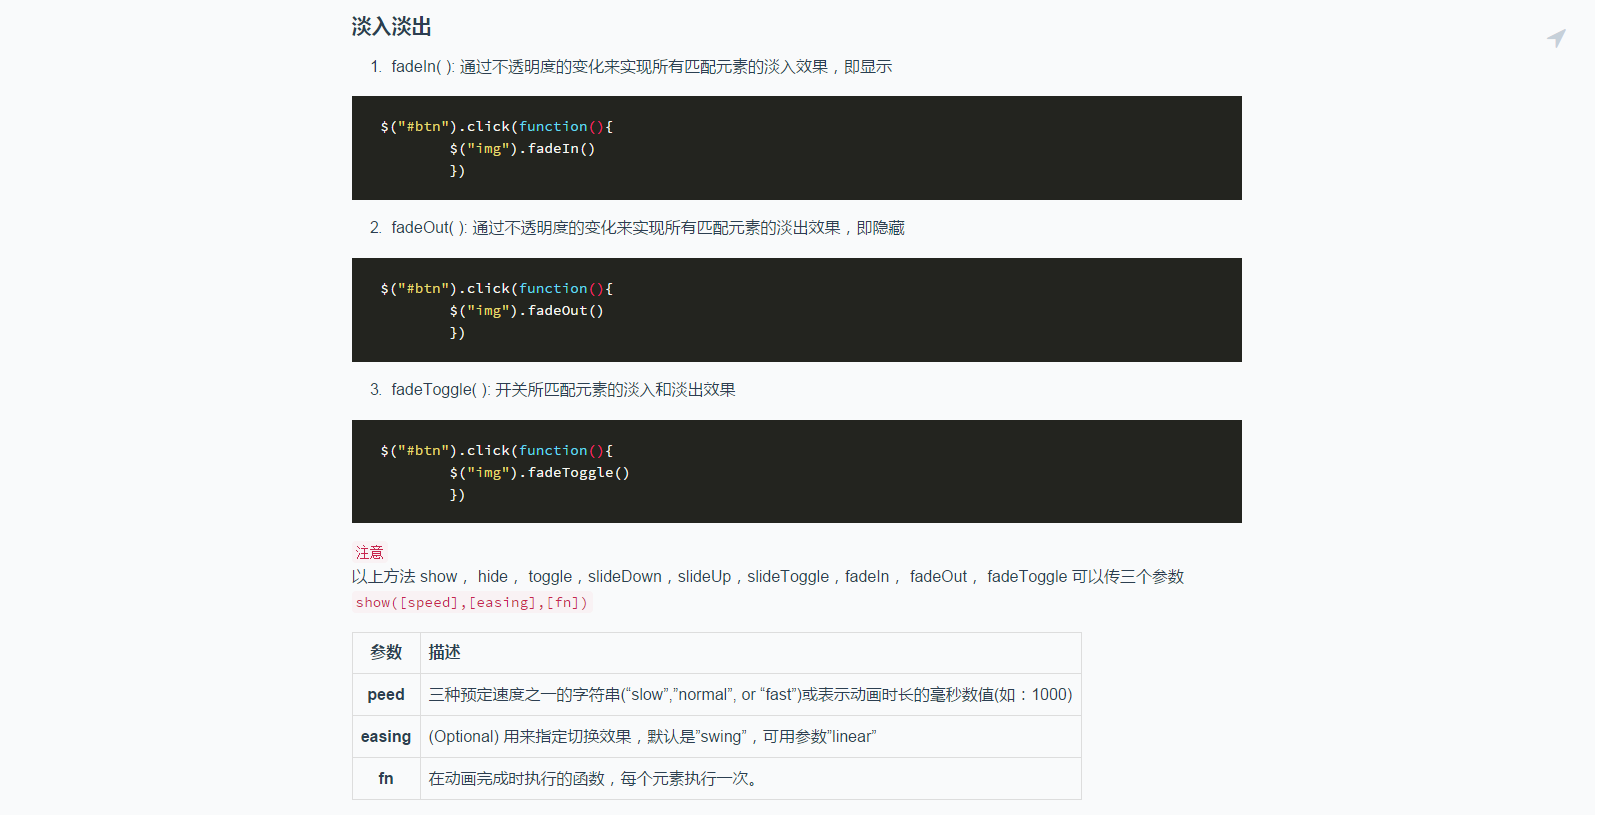 淡入淡出
1. fadeIn( ): 通过不透明度的变化来实现所有匹配元素的淡入效果，即显示
$("#btn").click(function(){
$("img").fadeIn()
})
2. fadeOut( ): 通过不透明度的变化来实现所有匹配元素的淡出效果，即隐藏
$("#btn").click(function(){
$("img").fadeOut()
})
3. fadeToggle( ): 开关所匹配元素的淡入和淡出效果
$("#btn").click(function(){
$("img").fadeToggle()
})
注意
以上方法 show， hide， toggle，slideDown，slideUp，slideToggle，fadeIn， fadeOut， fadeToggle 可以传三个参数
show([speed],[easing],[fn])
参数 描述
peed 三种预定速度之一的字符串(“slow”,”normal”, or “fast”)或表示动画时长的毫秒数值(如：1000)
easing (Optional) 用来指定切换效果，默认是”swing”，可用参数”linear”
fn 在动画完成时执行的函数，每个元素执行一次。